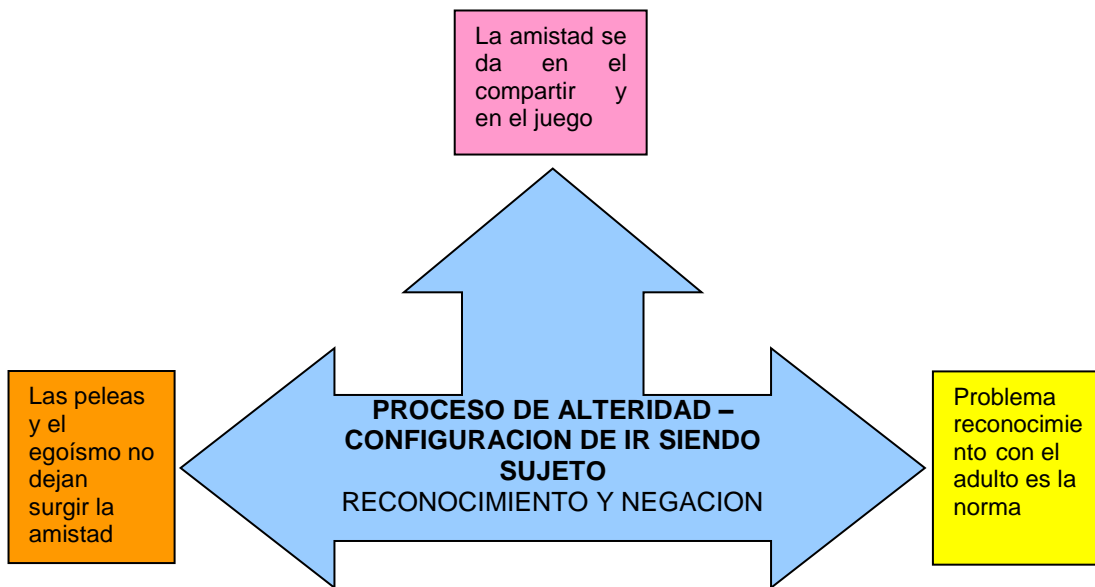 La amistad se
da en el
compartir y
en el juego
Las peleas
y el
egoísmo no
dejan
surgir la
amistad
PROCESO DE ALTERIDAD –
CONFIGURACION DE IR SIENDO
SUJETO
RECONOCIMIENTO Y NEGACION
Problema
reconocimie
nto con el
adulto es la
norma